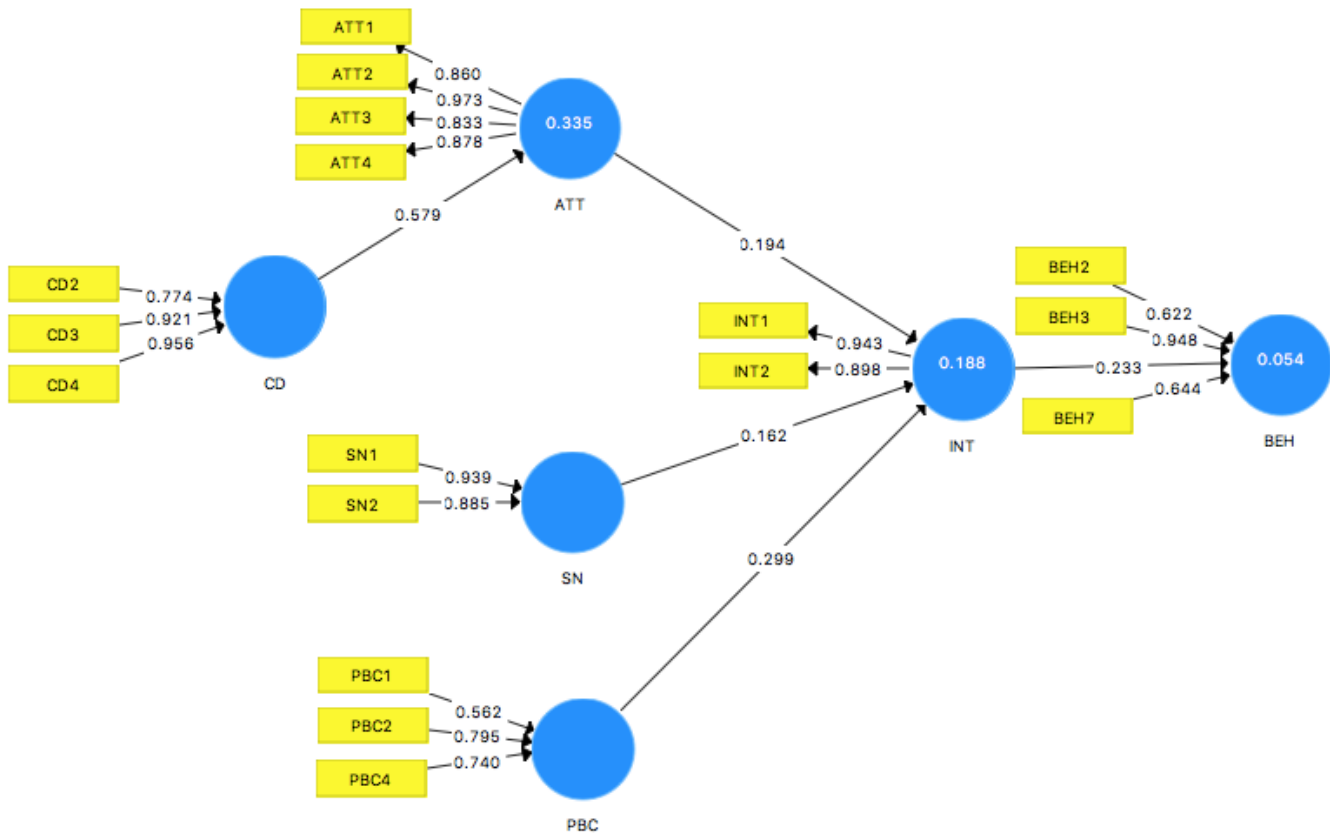 ATT1
0.860
ATT2
0.973
ATT3
0.833
ATT4
0.878
0.335
ATT
0.579
0.194
CD2
0.774
CD3
0.921
CD4
0.956
CD
INT1
0.943
INT2
0.898
0.188
INT
BEH2
0.622
BEH3
0.948
0.233
BEH7
0.644
0.054
BEH
SN1
0.939
SN2
0.885
SN
0.162
0.299
PBC1
0.562
PBC2
0.795
PBC4
0.740
PBC